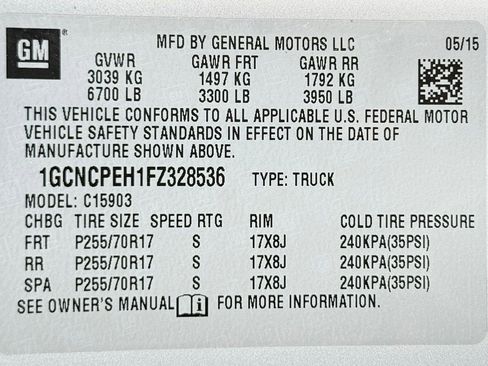 GM
MFD BY GENERAL MOTORS LLC 05/15
GVWR GAWR FRT GAWR RR
3039 KG 1497 KG 1792 KG
6700 LB 3300 LB 3950 LB
THIS VEHICLE CONFORMS TO ALL APPLICABLE U.S. FEDERAL MOTOR
VEHICLE SAFETY STANDARDS IN EFFECT ON THE DATE OF
MANUFACTURE SHOWN ABOVE.
1GCNCPEH1FZ328536 TYPE: TRUCK
MODEL: C15903
CHBG TIRE SIZE SPEED RTG RIM COLD TIRE PRESSURE
FRT P255/70R17 S 17X8J 240KPA(35PSI)
RR P255/70R17 S 17X8J 240KPA(35PSI)
SPA P255/70R17 S 17X8J 240KPA(35PSI)
SEE OWNER'S MANUAL FOR MORE INFORMATION.